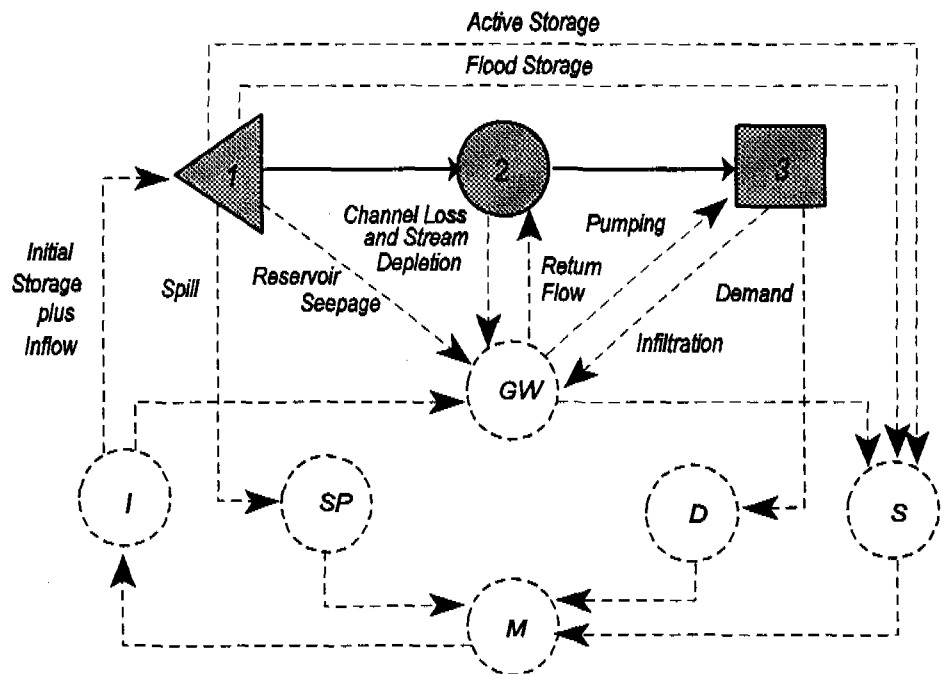 Active Storage
Flood Storage
1
2
3
Channel Loss
and Stream
Depletion
Pumping
Initial
Storage
plus
Inflow
Spill
Reservoir
Seepage
Return
Flow
Demand
Infiltration
GW
I
SP
D
S
M